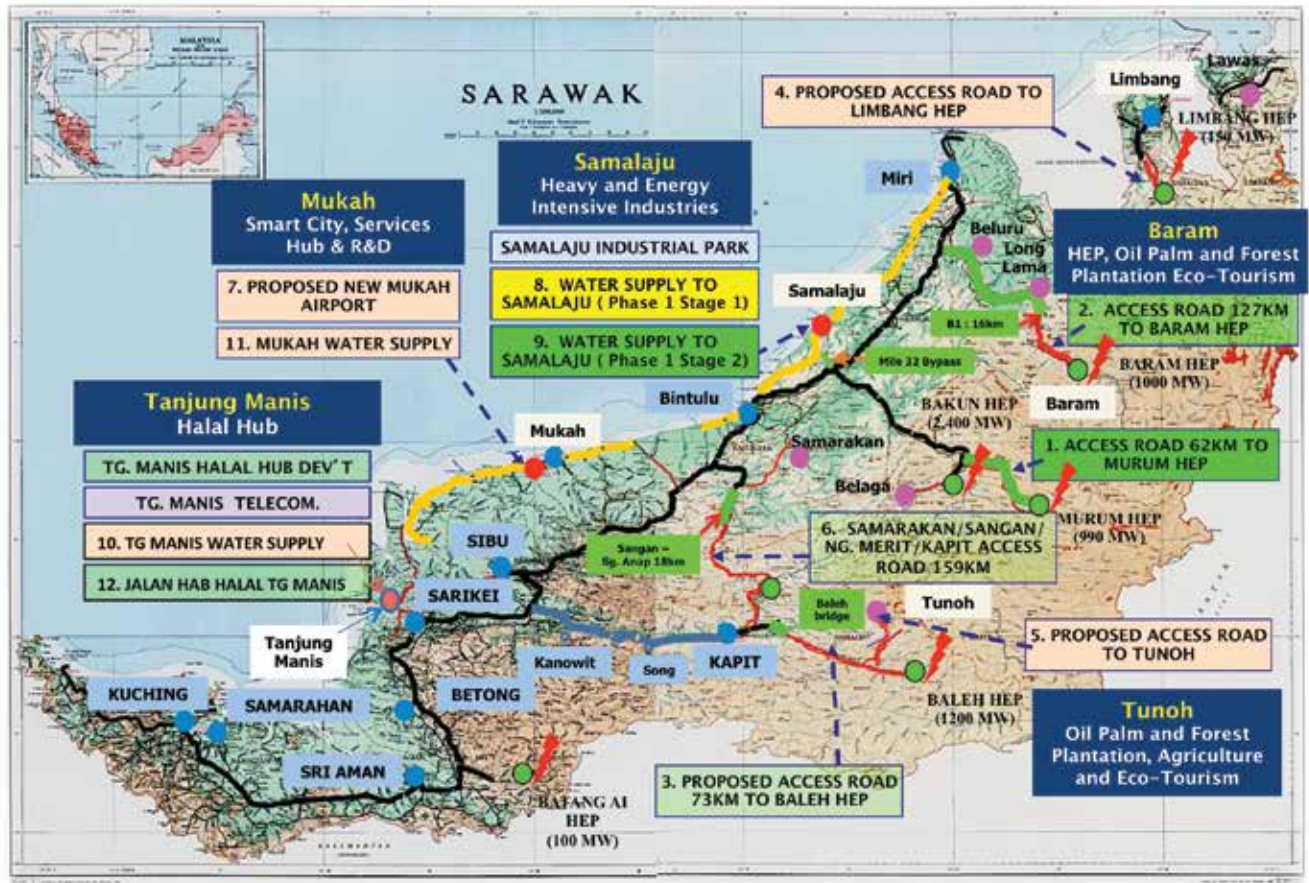 SARAWAK
4. PROPOSED ACCESS ROAD TO
LIMBANG HEP
Limbang
Lawas
LIMBANG HEP
(150 MW)
Mukah
Smart City, Services
Hub & R&D
7. PROPOSED NEW MUKAH
AIRPORT
11. MUKAH WATER SUPPLY
Samalaju
Heavy and Energy
Intensive Industries
SAMALAJU INDUSTRIAL PARK
8. WATER SUPPLY TO
SAMALAJU ( Phase 1 Stage 1)
9. WATER SUPPLY TO
SAMALAJU ( Phase 1 Stage 2)
Miri
Beluru
Long
Lama
Samalaju
B1 : 16km
Mile 32 Bypass
Baram
HEP, Oil Palm and Forest
Plantation Eco-Tourism
2. ACCESS ROAD 127KM
TO BARAM HEP
BARAM HEP
(1000 MW)
Baram
Tanjung Manis
Halal Hub
TG. MANIS HALAL HUB DEV'T
TG. MANIS TELECOM.
10. TG MANIS WATER SUPPLY
12. JALAN HAB HALAL TG MANIS
Mukah
Bintulu
Samarakan
BAKUN HEP
(2,400 MW)
1. ACCESS ROAD 62KM TO
MURUM HEP
Belaga
MURUM HEP
(990 MW)
SIBU
Sangan –
Sg. Anap 18km
6. SAMARAKAN/SANGAN/
NG. MERIT/KAPIT ACCESS
ROAD 159KM
SARIKEI
Tanjung
Manis
Baleh
bridge
Tunoh
5. PROPOSED ACCESS ROAD
TO TUNOH
Kanowit
Song
KAPIT
KUCHING
SAMARAHAN
BETONG
BALEH HEP
(1200 MW)
SRI AMAN
BATANG AI
HEP
(100 MW)
3. PROPOSED ACCESS ROAD
73KM TO BALEH HEP
Tunoh
Oil Palm and Forest
Plantation, Agriculture
and Eco-Tourism